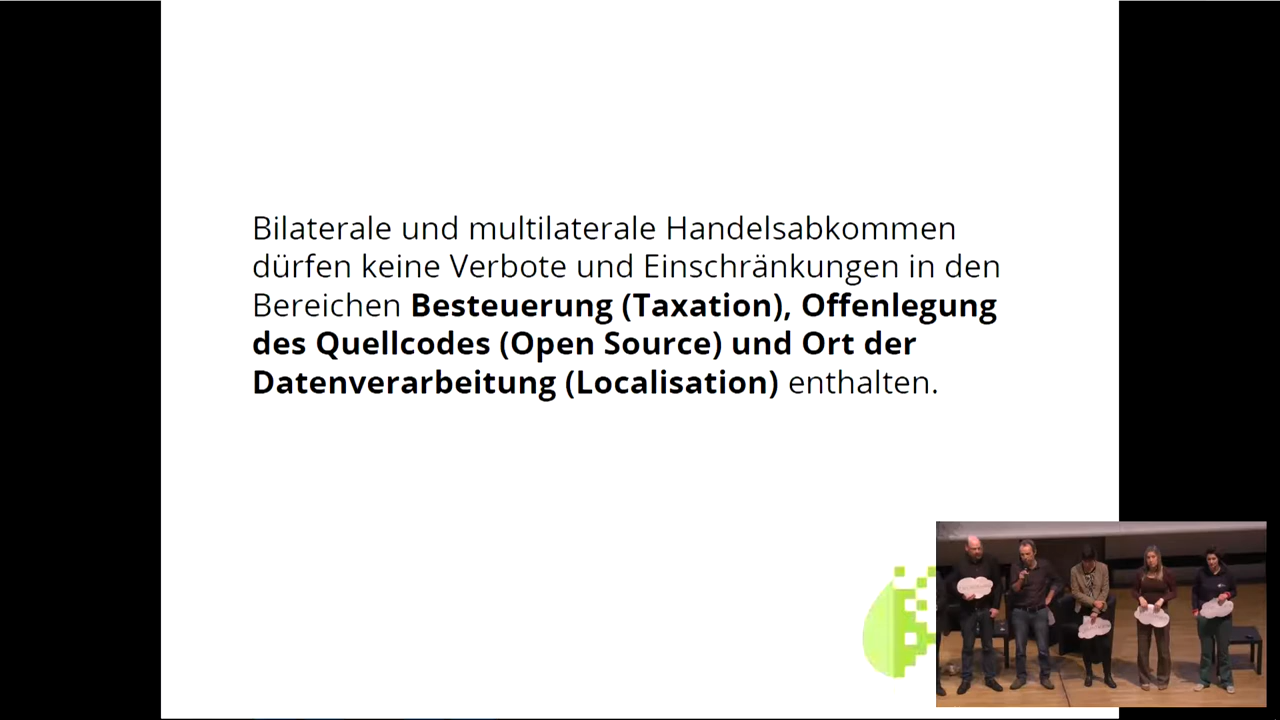 Bilaterale und multilaterale Handelsabkommen
dürfen keine Verbote und Einschränkungen in den
Bereichen Besteuerung (Taxation), Offenlegung
des Quellcodes (Open Source) und Ort der
Datenverarbeitung (Localisation) enthalten.